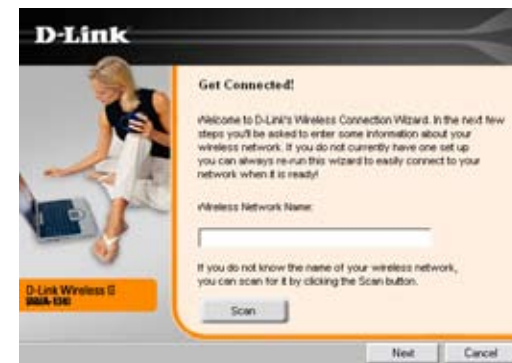 D-Link
Get Connected!
Welcome to D-Link's Wireless Connection Wizard. In the next few
steps you'll be asked to enter some information about your
wireless network. If you do not currently have one set up
you can always re-run this wizard to easily connect to your
network when it is ready!
Wireless Network Name:
If you do not know the name of your wireless network,
you can scan for it by clicking the Scan button.
D-Link Wireless G
Scan
Next
Cancel